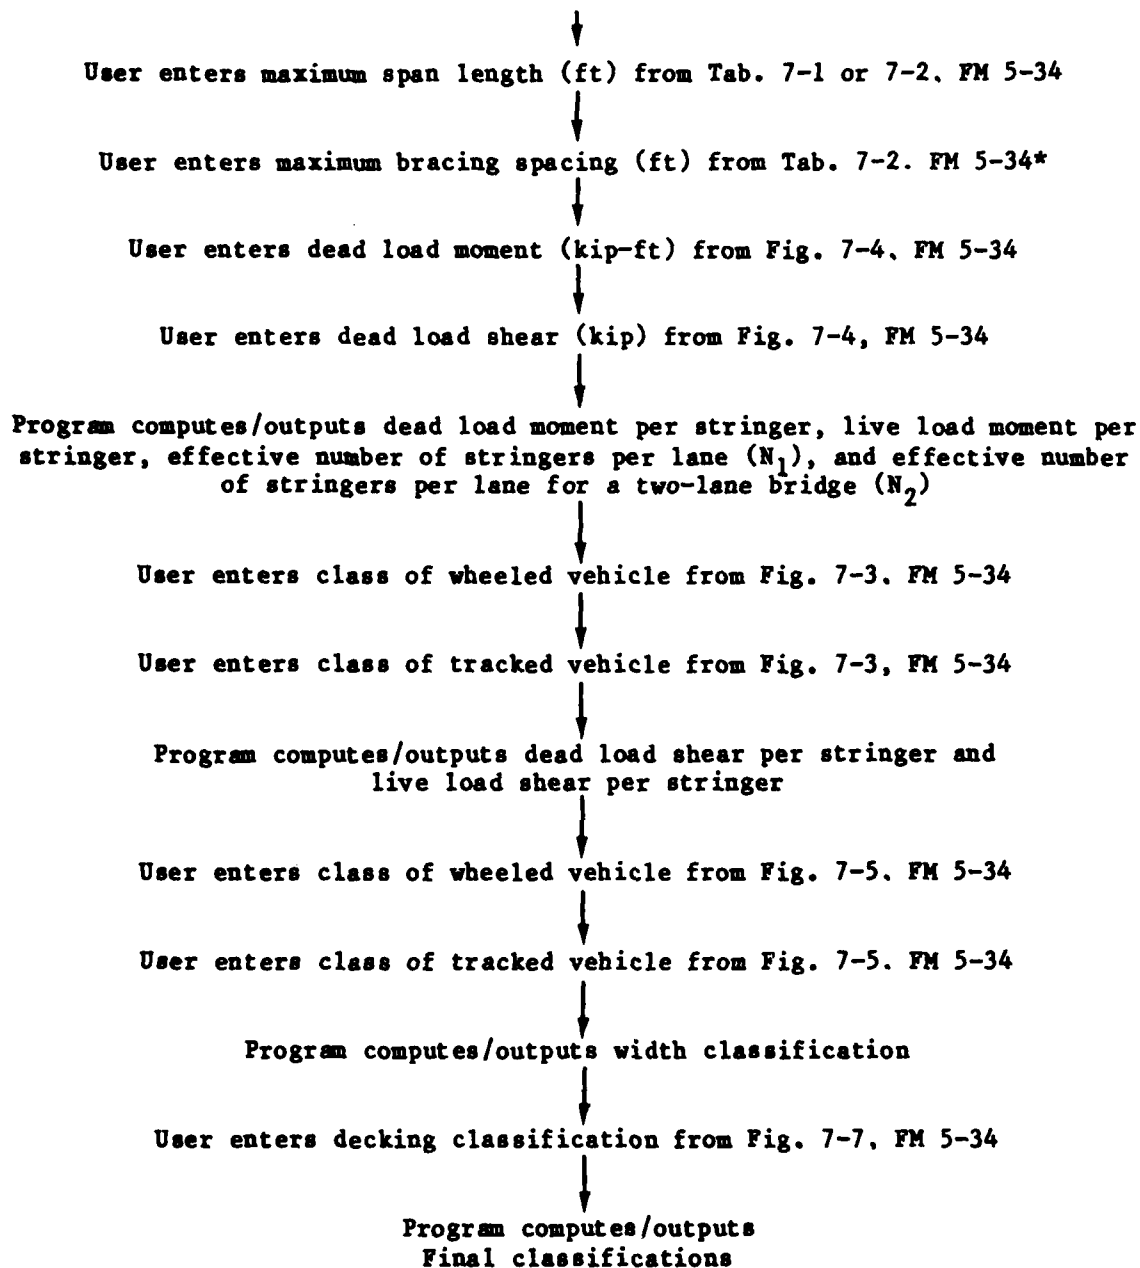 User enters maximum span length (ft) from Tab. 7-1 or 7-2. FM 5-34
User enters maximum bracing spacing (ft) from Tab. 7-2. FM 5-34*
User enters dead load moment (kip-ft) from Fig. 7-4. FM 5-34
User enters dead load shear (kip) from Fig. 7-4, FM 5-34
Program computes/outputs dead load moment per stringer, live load moment per
stringer, effective number of stringers per lane (N₁), and effective number
of stringers per lane for a two-lane bridge (N₂)
User enters class of wheeled vehicle from Fig. 7-3. FM 5-34
User enters class of tracked vehicle from Fig. 7-3, FM 5-34
Program computes/outputs dead load shear per stringer and
live load shear per stringer
User enters class of wheeled vehicle from Fig. 7-5. FM 5-34
User enters class of tracked vehicle from Fig. 7-5. FM 5-34
Program computes/outputs width classification
User enters decking classification from Fig. 7-7, FM 5-34
Program computes/outputs
Final classifications